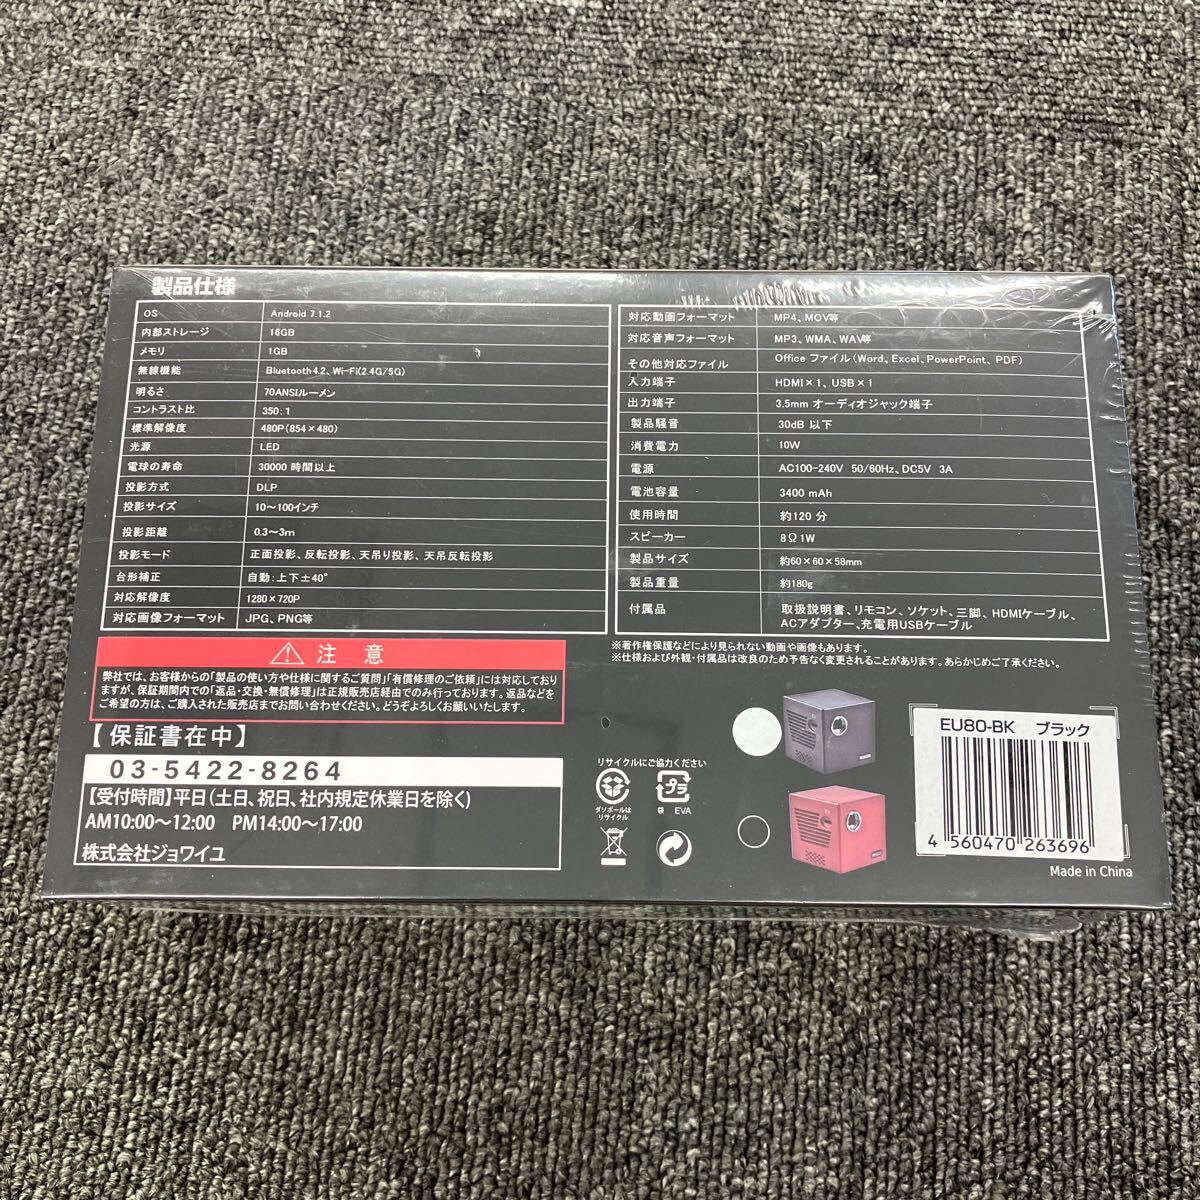 製品仕様
OS Android 7.1.2
内部ストレージ 16GB
メモリ 1GB
無線機能 Bluetooth4.2、Wi-Fi(2.4G/5G)
明るさ 70ANSIルーメン
コントラスト比 350:1
標準解像度 480P(854×480)
光源 LED
電球の寿命 30000 時間以上
投影方式 DLP
投影サイズ 10～100インチ
投影距離 0.3～3m
投影モード 正面投影、反転投影、天吊り投影、天吊反転投影
台形補正 自動:上下±40°
対応解像度 1280×720P
対応画像フォーマット JPG、PNG等
対応動画フォーマット MP4、MOV等
対応音声フォーマット MP3、WMA、WAV等
その他対応ファイル Office ファイル(Word、Excel、PowerPoint、PDF)
入力端子 HDMI×1、USB×1
出力端子 3.5mm オーディオジャック端子
製品騒音 30dB 以下
消費電力 10W
電源 AC100-240V 50/60Hz、DC5V 3A
電池容量 3400 mAh
使用時間 約120 分
スピーカー 8Ω1W
製品サイズ 約60×60×58mm
製品重量 約180g
付属品 取扱説明書、リモコン、ソケット、三脚、HDMIケーブル、
ACアダプター、充電用USBケーブル
※著作権保護などにより見られない動画や画像もあります。
※仕様および外観・付属品は改良のため予告なく変更されることがあります。あらかじめご了承ください。
注 意
弊社では、お客様からの「製品の使い方や仕様に関するご質問」「有償修理のご依頼」には対応しており
ますが、保証期間内での「返品・交換・無償修理」は正規販売店経由でのみ行っております。返品などを
ご希望の方は、ご購入された販売店までお問い合わせください。どうぞよろしくお願いいたします。
【保証書在中】
03-5422-8264
【受付時間】平日(土日、祝日、社内規定休業日を除く)
AM10:00～12:00 PM14:00～17:00
株式会社ジョワイユ
リサイクルにご協力ください
ダンボールは
リサイクル
プラ
袋 EVA
EU80-BK ブラック
4 560470 263696
Made in China